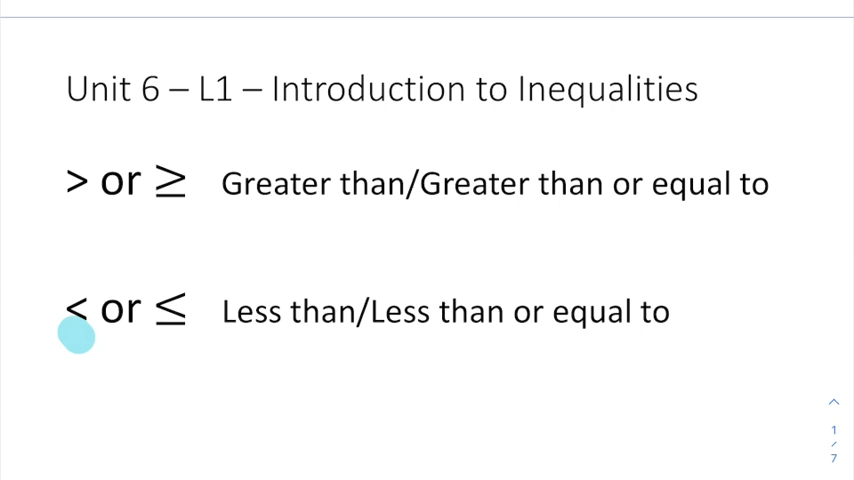 Unit 6 – L1 – Introduction to Inequalities
> or ≥ Greater than/Greater than or equal to
< or ≤ Less than/Less than or equal to
1
/
7